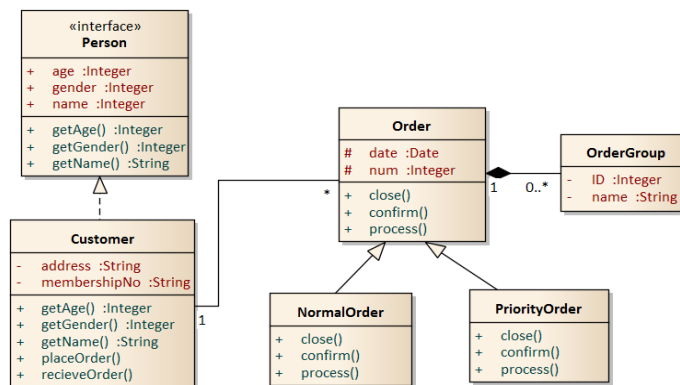 «interface»
Person
+ age :Integer
+ gender :Integer
+ name :Integer
+ getAge() :Integer
+ getGender() :Integer
+ getName() :String
Customer
- address :String
- membershipNo :String
+ getAge() :Integer
+ getGender() :Integer
+ getName() :String
+ placeOrder()
+ recieveOrder()
1
*
Order
# date :Date
# num :Integer
+ close()
+ confirm()
+ process()
1
0..*
OrderGroup
- ID :Integer
- name :String
NormalOrder
+ close()
+ confirm()
+ process()
PriorityOrder
+ close()
+ confirm()
+ process()